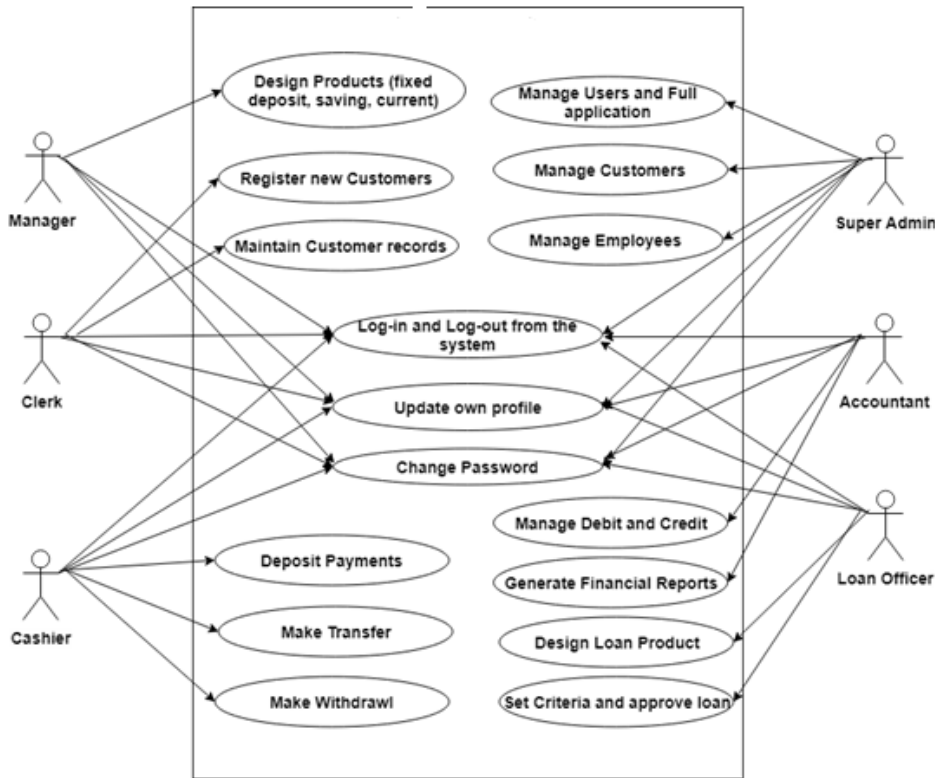 Design Products (fixed
deposit, saving, current)
Manage Users and Full
application
Manager
Register new Customers
Manage Customers
Super Admin
Maintain Customer records
Manage Employees
Clerk
Log-in and Log-out from the
system
Accountant
Update own profile
Change Password
Manage Debit and Credit
Cashier
Deposit Payments
Generate Financial Reports
Loan Officer
Make Transfer
Design Loan Product
Make Withdrawl
Set Criteria and approve loan